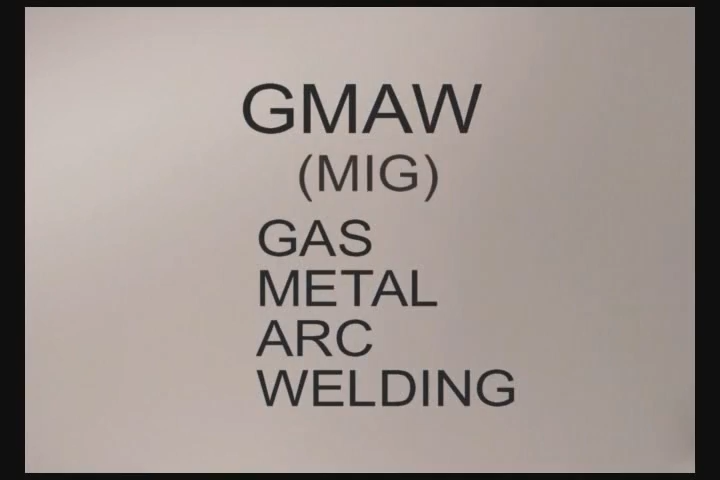 GMAW
(MIG)
GAS
METAL
ARC
WELDING